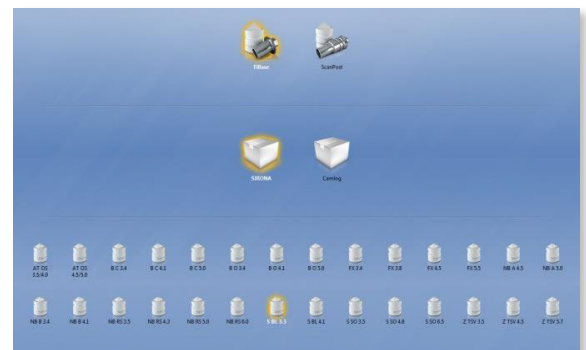 TiBase ScanPost
SIRONA Camlog
AT OS 3.5/4.0 AT OS 4.5/5.0 B C 3.4 B C 4.1 B C 5.0 B O 3.4 B O 4.1 B O 5.0 FX 3.4 FX 3.8 FX 4.5 FX 5.5 NB A 4.5 NB A 5.0
NB B 3.4 NB B 4.1 NB RS 3.5 NB RS 4.3 NB RS 5.0 NB RS 6.0 S BL 3.3 S BL 4.1 S SO 3.5 S SO 4.8 S SO 6.5 Z TSV 3.5 Z TSV 4.5 Z TSV 5.7